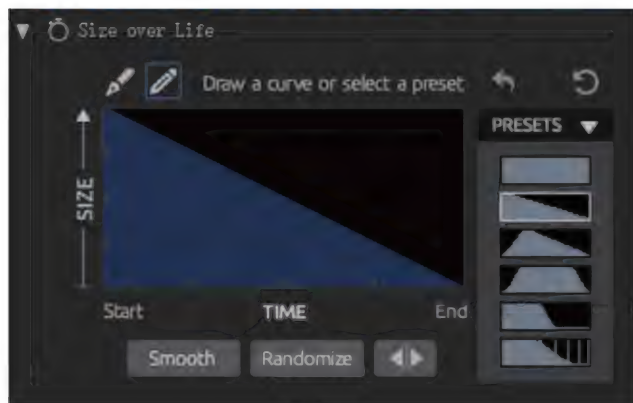 Size over Life
Draw a curve or select a preset
PRESETS
SIZE
Start TIME End
Smooth Randomize